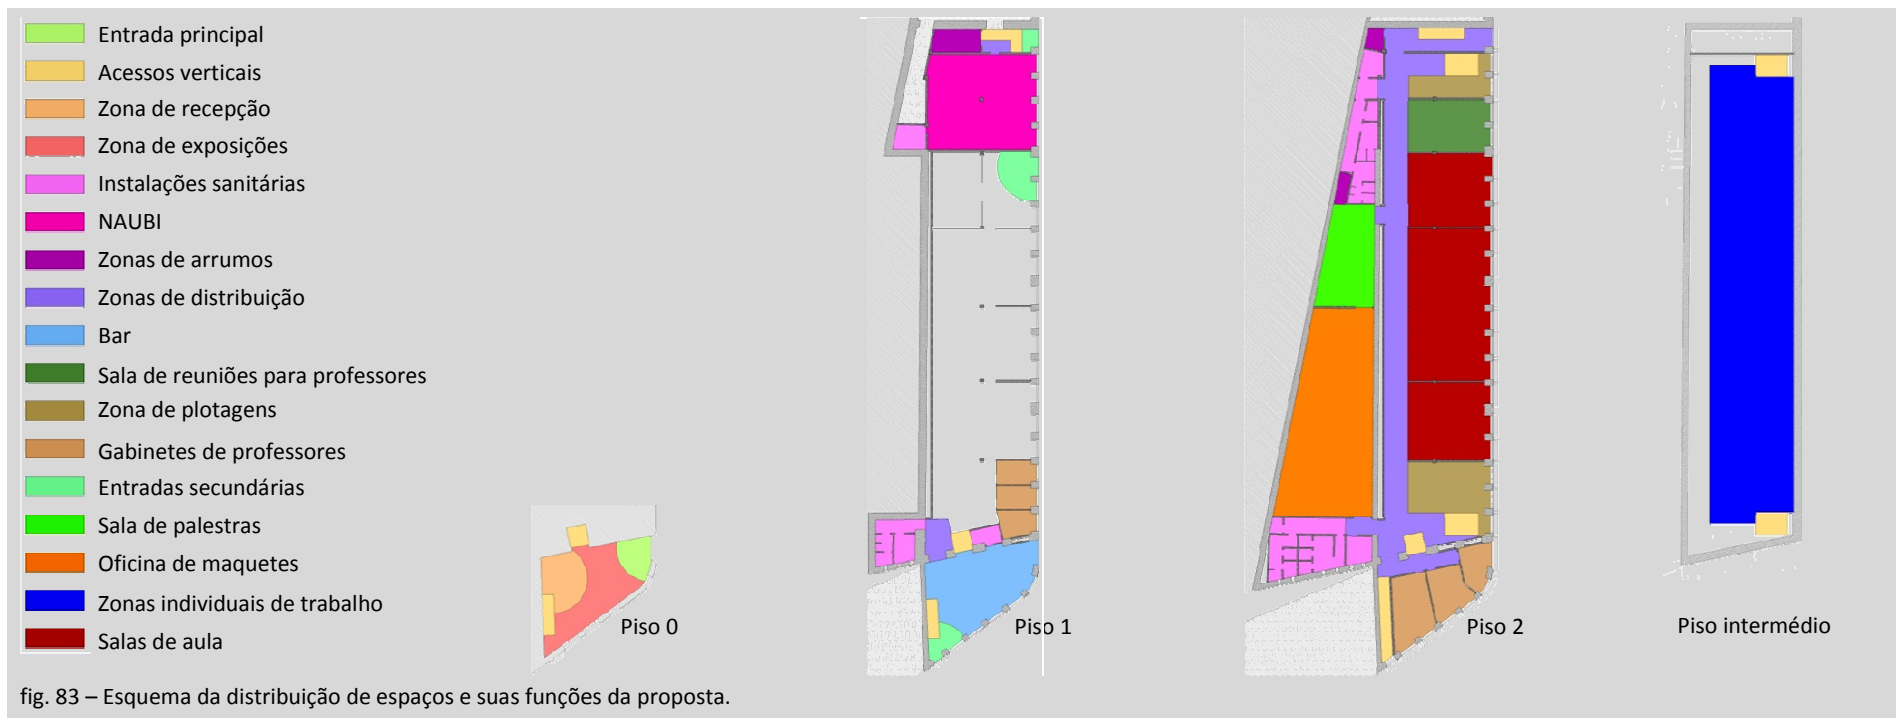 Entrada principal
Acessos verticais
Zona de recepção
Zona de exposições
Instalações sanitárias
NAUBI
Zonas de arrumos
Zonas de distribuição
Bar
Sala de reuniões para professores
Zona de plotagens
Gabinetes de professores
Entradas secundárias
Sala de palestras
Oficina de maquetes
Zonas individuais de trabalho
Salas de aula
Piso 0
Piso 1
Piso 2
Piso intermédio
fig. 83 – Esquema da distribuição de espaços e suas funções da proposta.